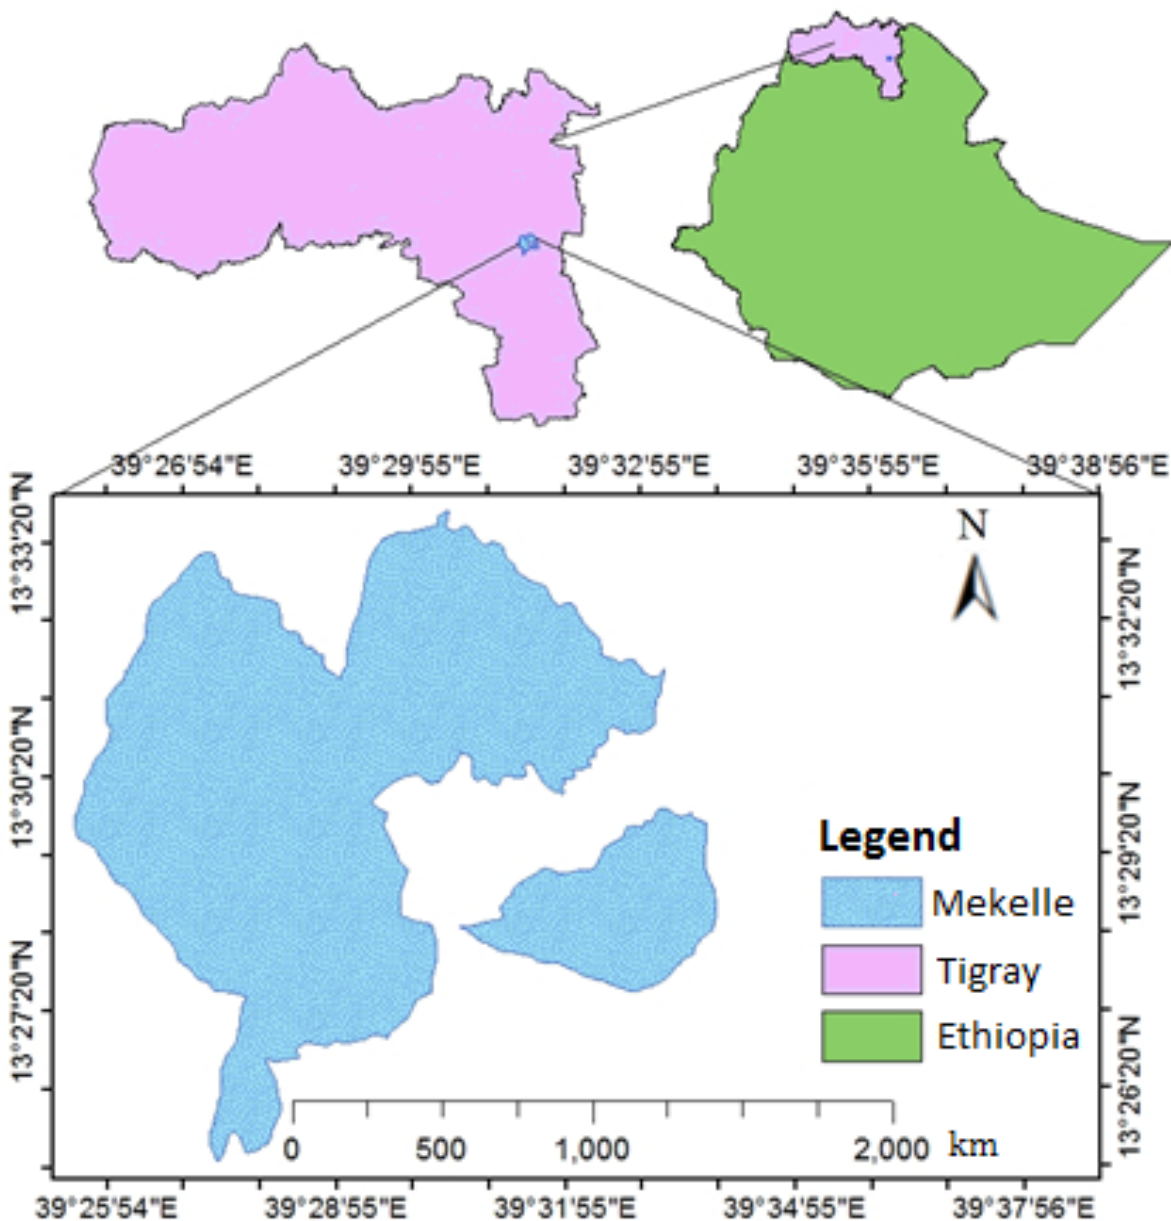 39°26'54"E 39°29'55"E 39°32'55"E 39°35'55"E 39°38'56"E
13°33'20"N
13°30'20"N
13°27'20"N
N
13°32'20"N
13°29'20"N
13°26'20"N
Legend
Mekelle
Tigray
Ethiopia
0 500 1,000 2,000 km
39°25'54"E 39°28'55"E 39°31'55"E 39°34'55"E 39°37'56"E